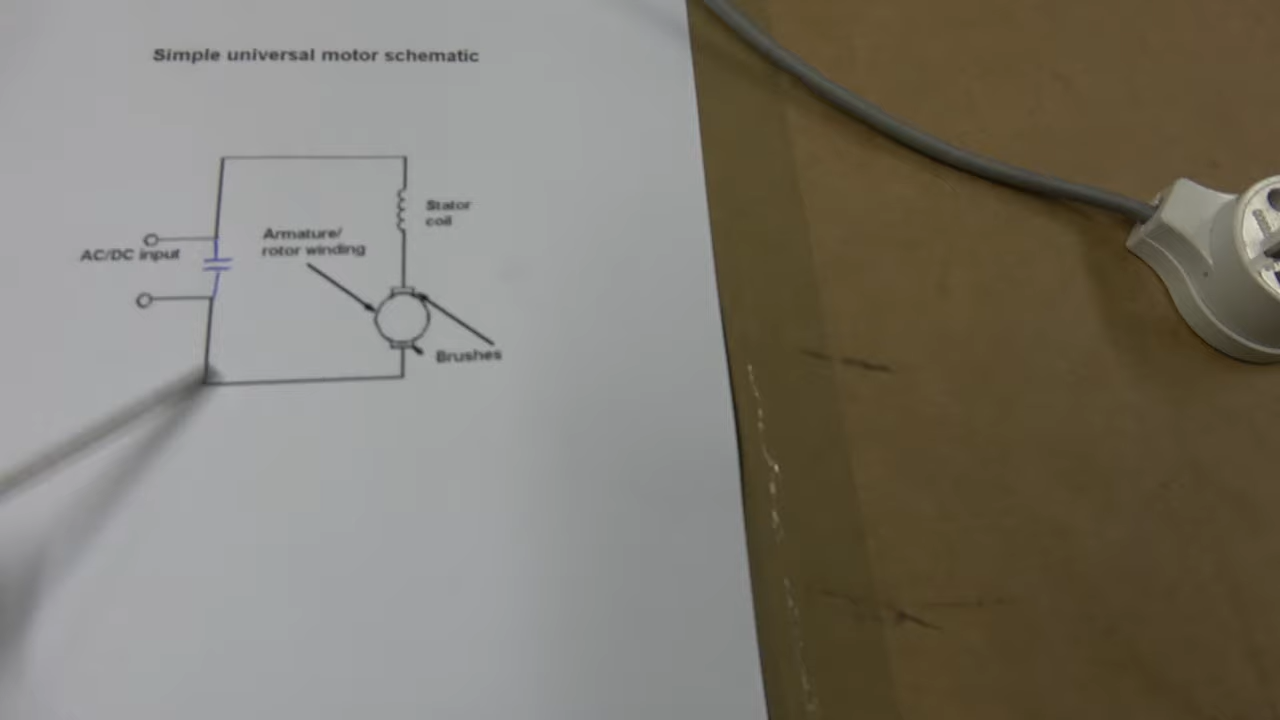 Simple universal motor schematic
Stator
coil
Armature/
rotor winding
AC/DC input
Brushes